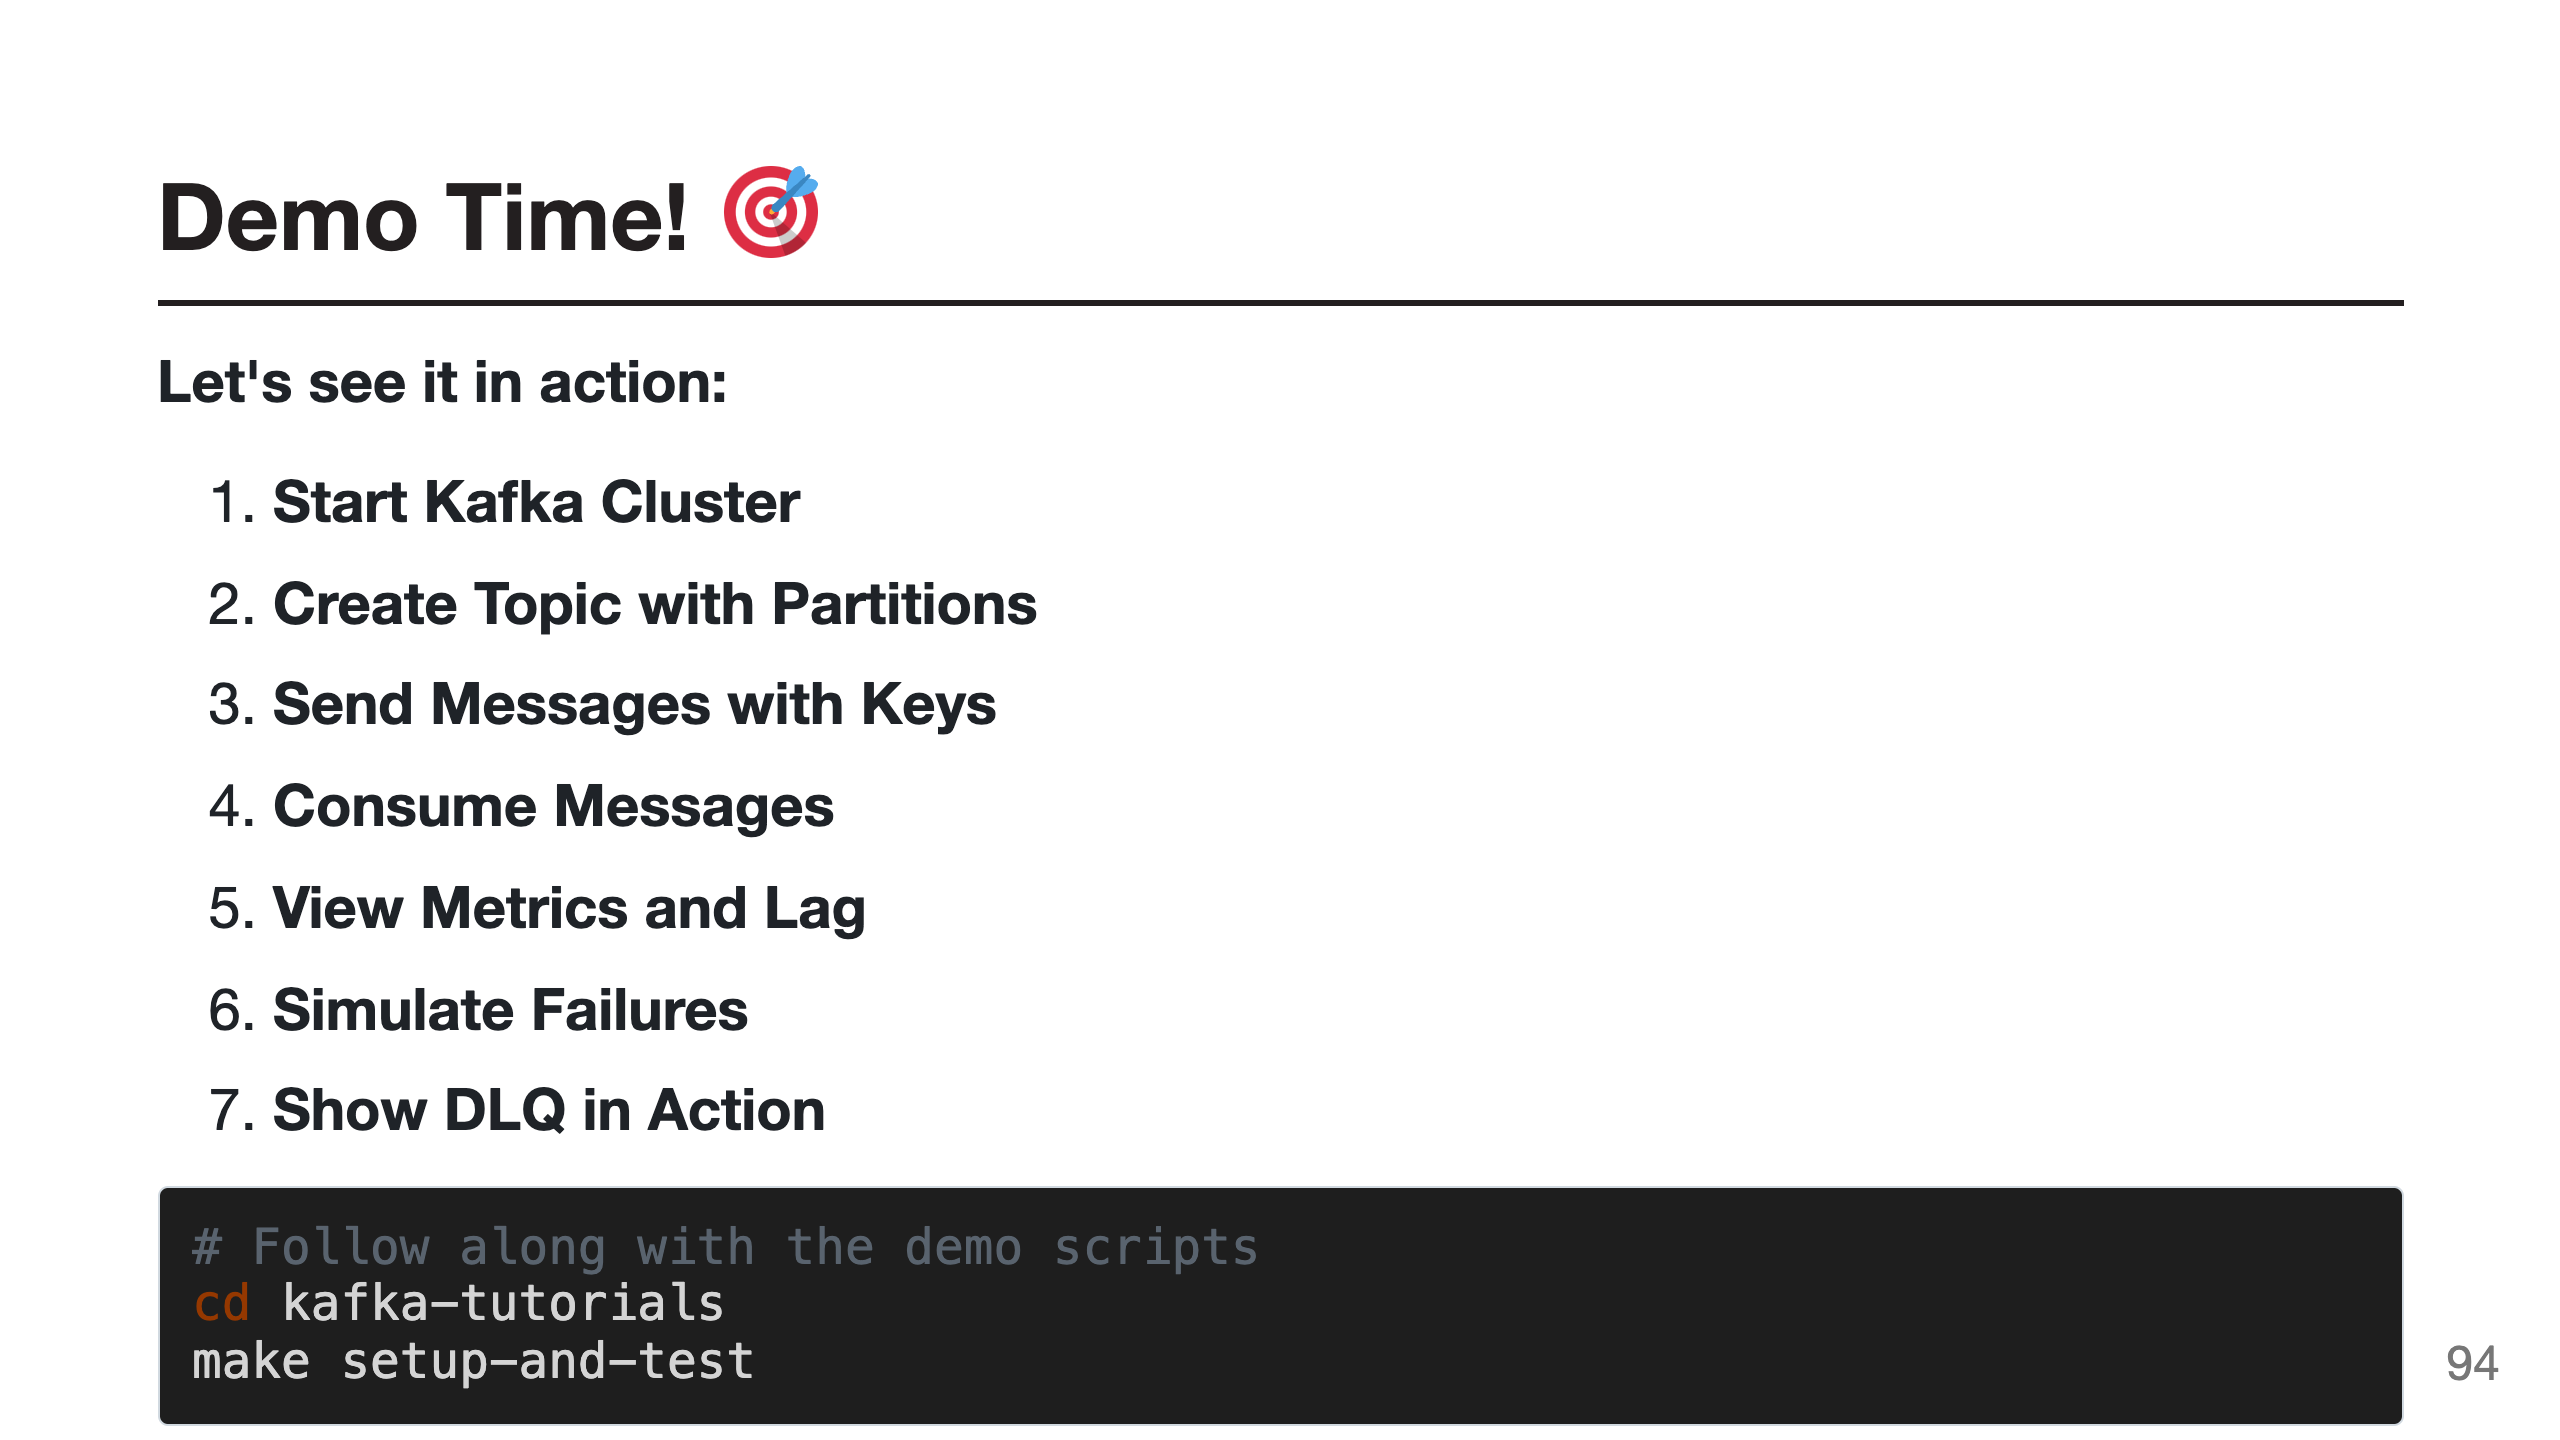 Demo Time! 🎯
Let's see it in action:
1. Start Kafka Cluster
2. Create Topic with Partitions
3. Send Messages with Keys
4. Consume Messages
5. View Metrics and Lag
6. Simulate Failures
7. Show DLQ in Action
# Follow along with the demo scripts
cd kafka-tutorials
make setup-and-test
94